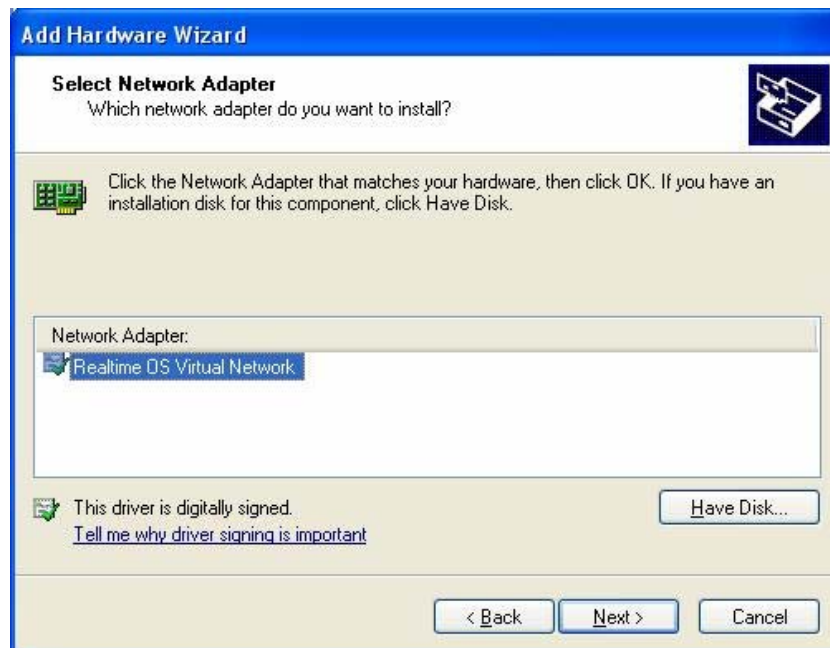 Add Hardware Wizard
Select Network Adapter
Which network adapter do you want to install?
Click the Network Adapter that matches your hardware, then click OK. If you have an
installation disk for this component, click Have Disk.
Network Adapter:
Realtime OS Virtual Network
This driver is digitally signed.
Have Disk...
Tell me why driver signing is important
< Back
Next >
Cancel